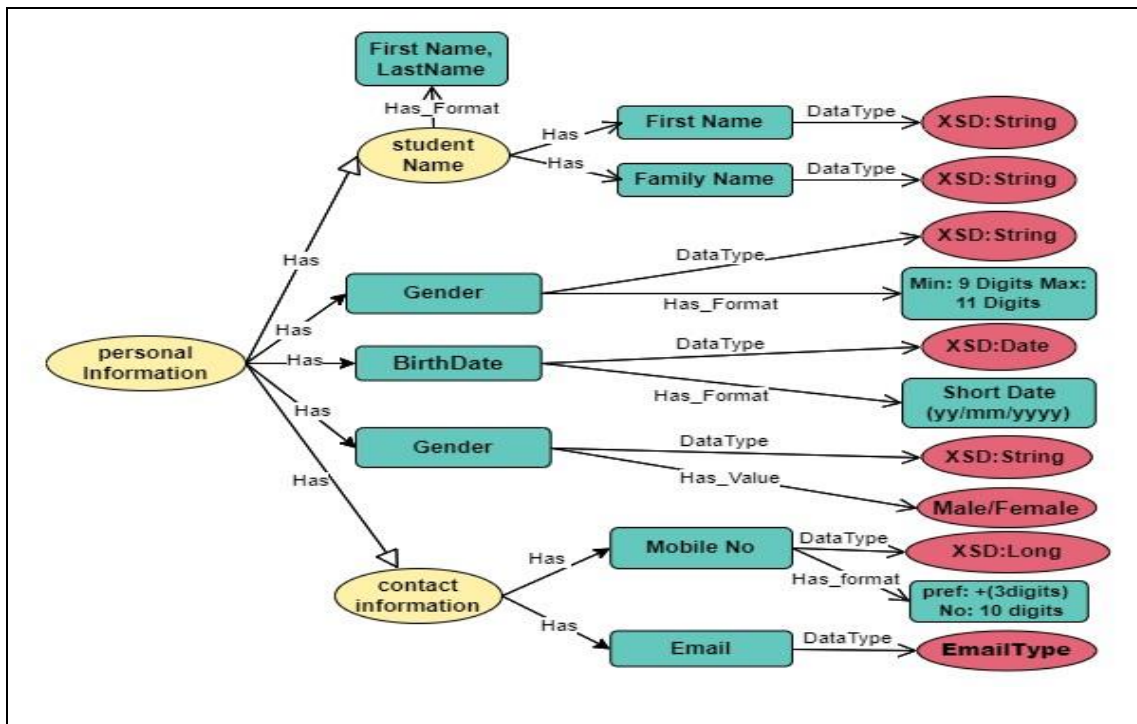 First Name,
LastName
Has_Format
student
Name
Has
First Name
DataType
XSD:String
Has
Family Name
DataType
XSD:String
Has
Gender
DataType
XSD:String
Has_Format
Min: 9 Digits Max:
11 Digits
Has
personal
Information
Has
BirthDate
DataType
XSD:Date
Has_Format
Short Date
(yy/mm/yyyy)
Has
Gender
DataType
XSD:String
Has_Value
Male/Female
Has
contact
information
Has
Mobile No
DataType
XSD:Long
Has_format
pref: +(3digits)
No: 10 digits
Has
Email
DataType
EmailType